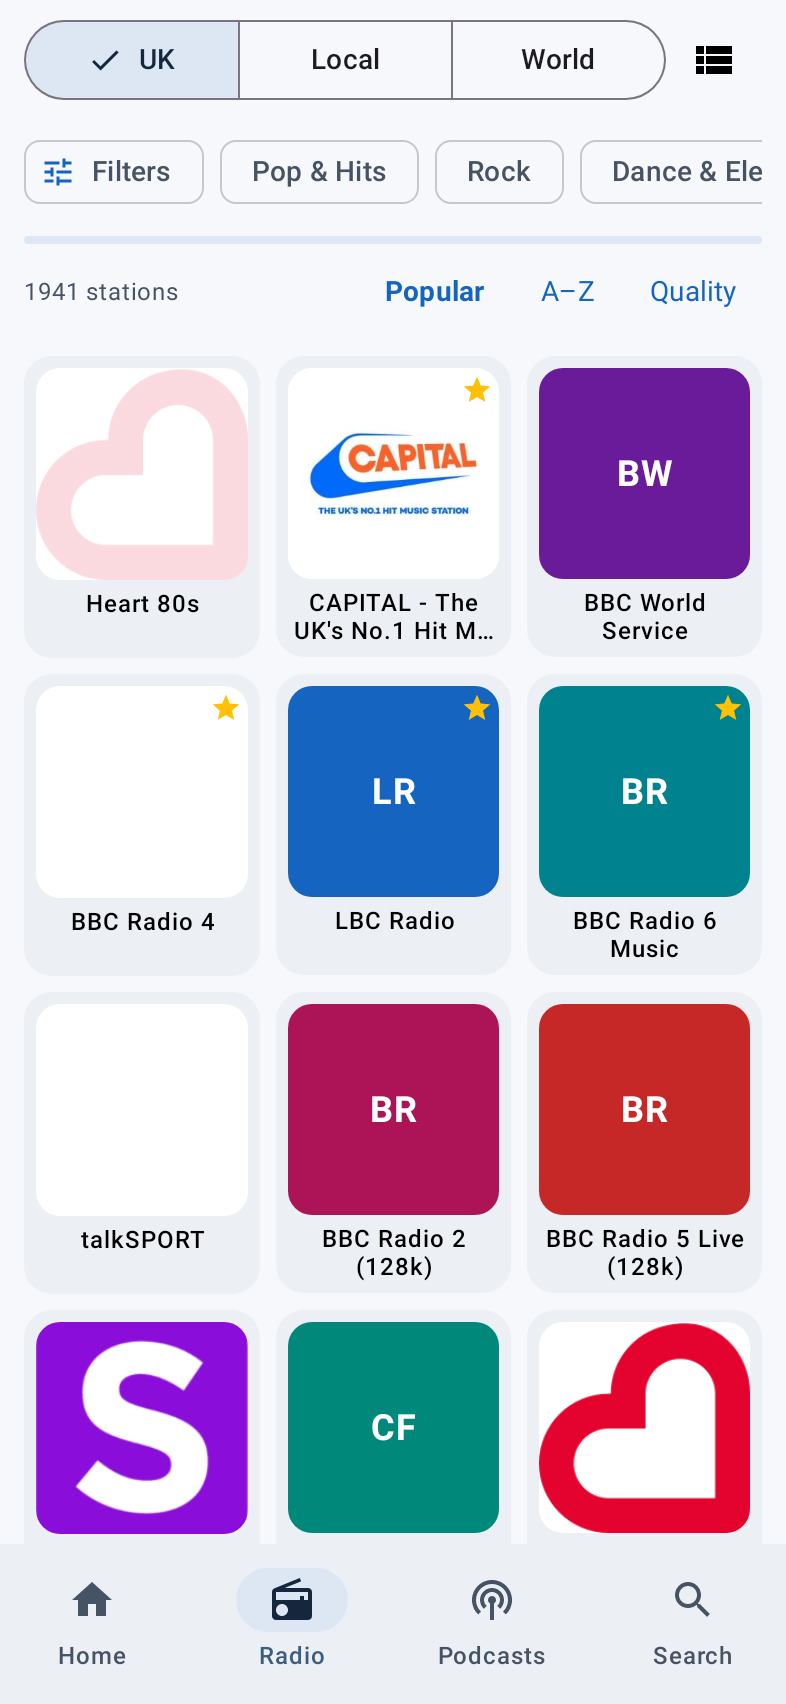 UK
Local
World
Filters
Pop & Hits
Rock
Dance & Ele
1941 stations
Popular
A–Z
Quality
CAPITAL
THE UK'S NO.1 HIT MUSIC STATION
BW
Heart 80s
CAPITAL - The
UK's No.1 Hit M...
BBC World
Service
LR
BR
BBC Radio 4
LBC Radio
BBC Radio 6
Music
BR
BR
talkSPORT
BBC Radio 2
(128k)
BBC Radio 5 Live
(128k)
S
CF
Home
Radio
Podcasts
Search